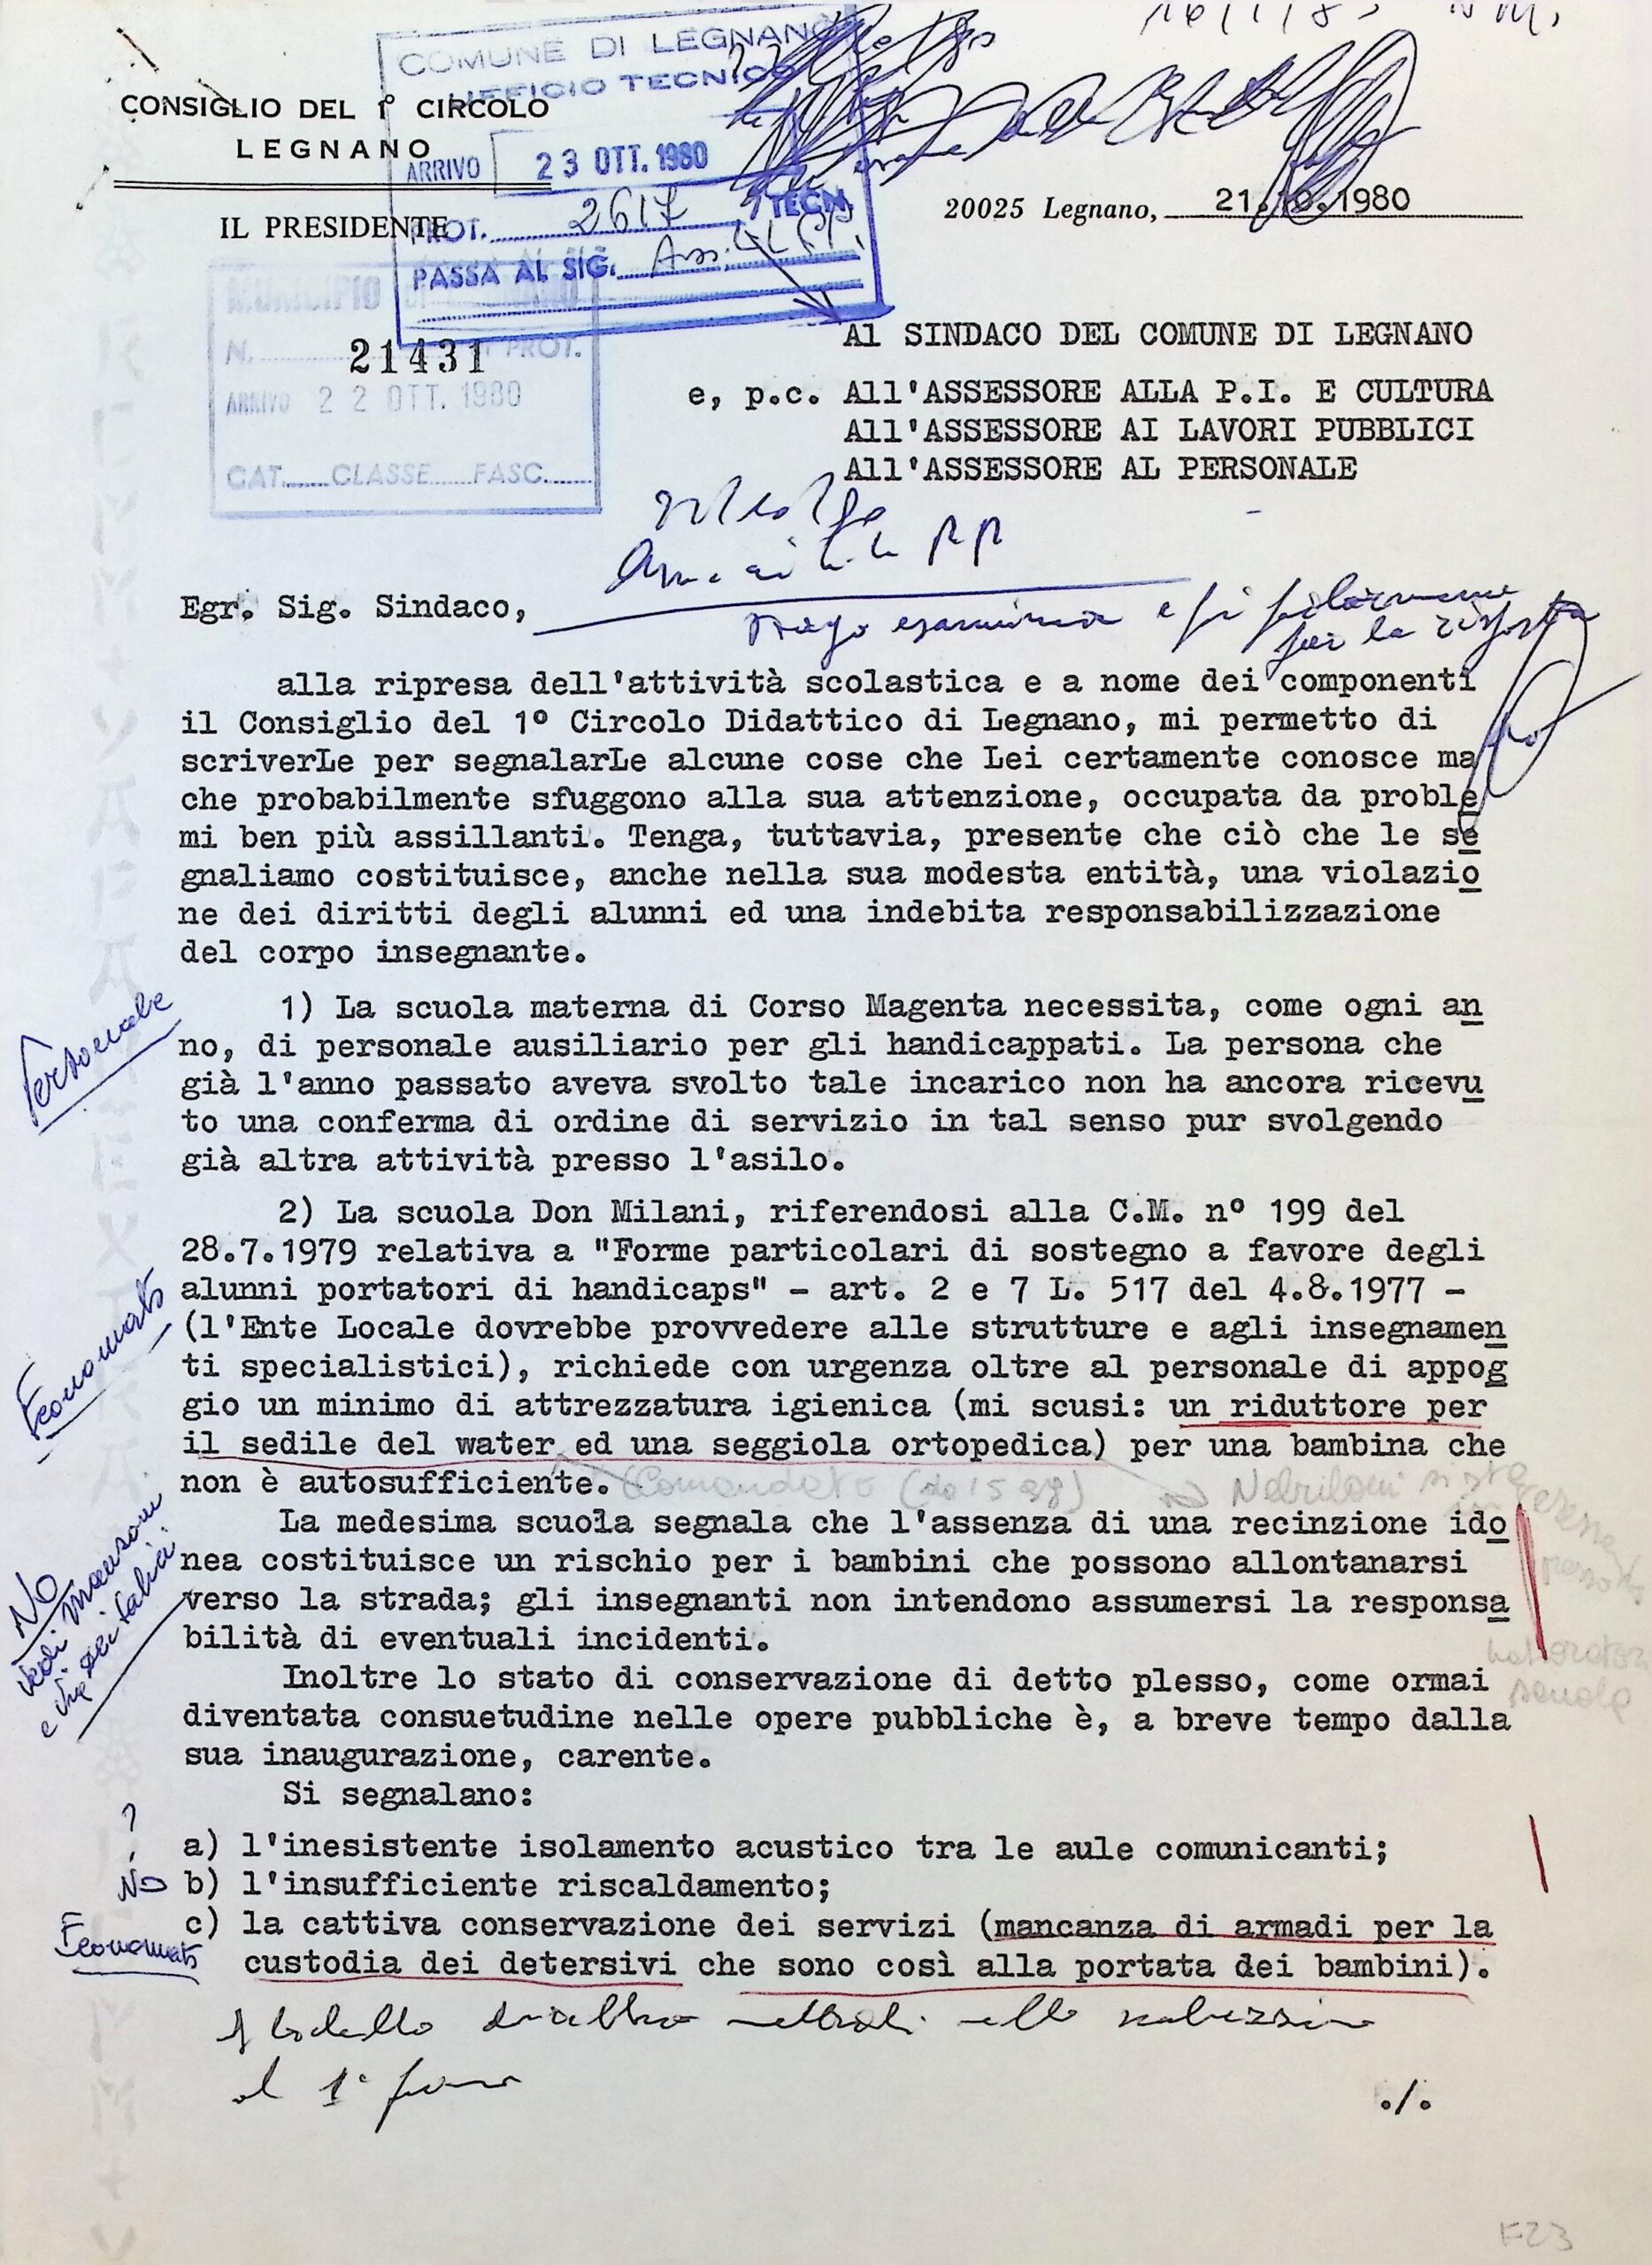 COMUNE DI LEGNANO
UFFICIO TECNICO
CONSIGLIO DEL 1º CIRCOLO
LEGNANO
ARRIVO 23 OTT. 1980
IL PRESIDENTE
20025 Legnano, 21.10.1980
PROT. 2617 TECN.
PASSA AL SIG. Ass.
MUNICIPIO DI LEGNANO
N. 21431 PROT.
ARRIVO 22 OTT. 1980
CAT. CLASSE FASC.
Al SINDACO DEL COMUNE DI LEGNANO
e, p.c. All'ASSESSORE ALLA P.I. E CULTURA
All'ASSESSORE AI LAVORI PUBBLICI
All'ASSESSORE AL PERSONALE
Egr. Sig. Sindaco,
per la risposta
alla ripresa dell'attività scolastica e a nome dei componenti
il Consiglio del 1º Circolo Didattico di Legnano, mi permetto di
scriverLe per segnalarLe alcune cose che Lei certamente conosce ma
che probabilmente sfuggono alla sua attenzione, occupata da proble
mi ben più assillanti. Tenga, tuttavia, presente che ciò che le se
gnaliamo costituisce, anche nella sua modesta entità, una violazio
ne dei diritti degli alunni ed una indebita responsabilizzazione
del corpo insegnante.
Personale
1) La scuola materna di Corso Magenta necessita, come ogni an
no, di personale ausiliario per gli handicappati. La persona che
già l'anno passato aveva svolto tale incarico non ha ancora ricevu
to una conferma di ordine di servizio in tal senso pur svolgendo
già altra attività presso l'asilo.
Economato
2) La scuola Don Milani, riferendosi alla C.M. nº 199 del
28.7.1979 relativa a "Forme particolari di sostegno a favore degli
alunni portatori di handicaps" - art. 2 e 7 L. 517 del 4.8.1977 -
(l'Ente Locale dovrebbe provvedere alle strutture e agli insegnamen
ti specialistici), richiede con urgenza oltre al personale di appog
gio un minimo di attrezzatura igienica (mi scusi: un riduttore per
il sedile del water ed una seggiola ortopedica) per una bambina che
non è autosufficiente.
No
La medesima scuola segnala che l'assenza di una recinzione ido
nea costituisce un rischio per i bambini che possono allontanarsi
verso la strada; gli insegnanti non intendono assumersi la responsa
bilità di eventuali incidenti.
Inoltre lo stato di conservazione di detto plesso, come ormai
diventata consuetudine nelle opere pubbliche è, a breve tempo dalla
sua inaugurazione, carente.
Si segnalano:
?
a) l'inesistente isolamento acustico tra le aule comunicanti;
No b) l'insufficiente riscaldamento;
Economato c) la cattiva conservazione dei servizi (mancanza di armadi per la
custodia dei detersivi che sono così alla portata dei bambini).
./.
F23